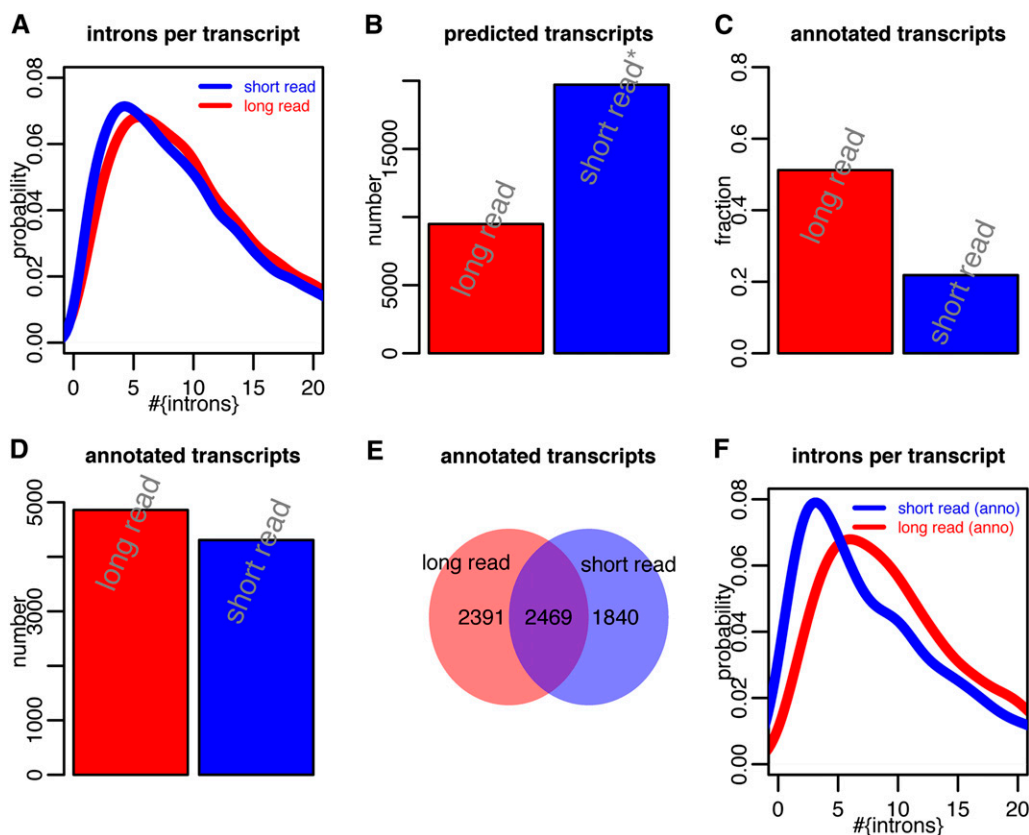 A
introns per transcript
probability
0.00 0.02 0.04 0.06 0.08
short read
long read
0 5 10 15 20
#{introns}
B
predicted transcripts
number
0 5000 15000
long read
short read*
C
annotated transcripts
fraction
0.0 0.2 0.4 0.6 0.8
long read
short read
D
annotated transcripts
number
0 1000 3000 5000
long read
short read
E
annotated transcripts
long read
short read
2391 2469 1840
F
introns per transcript
probability
0.00 0.02 0.04 0.06 0.08
short read (anno)
long read (anno)
0 5 10 15 20
#{introns}